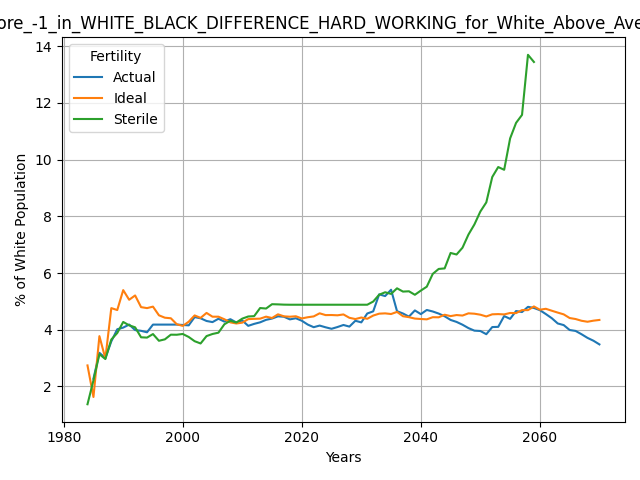 ore_-1_in_WHITE_BLACK_DIFFERENCE_HARD_WORKING_for_White_Above_Ave
Fertility
Actual
Ideal
Sterile
14
12
10
8
6
4
2
% of White Population
1980
2000
2020
2040
2060
Years